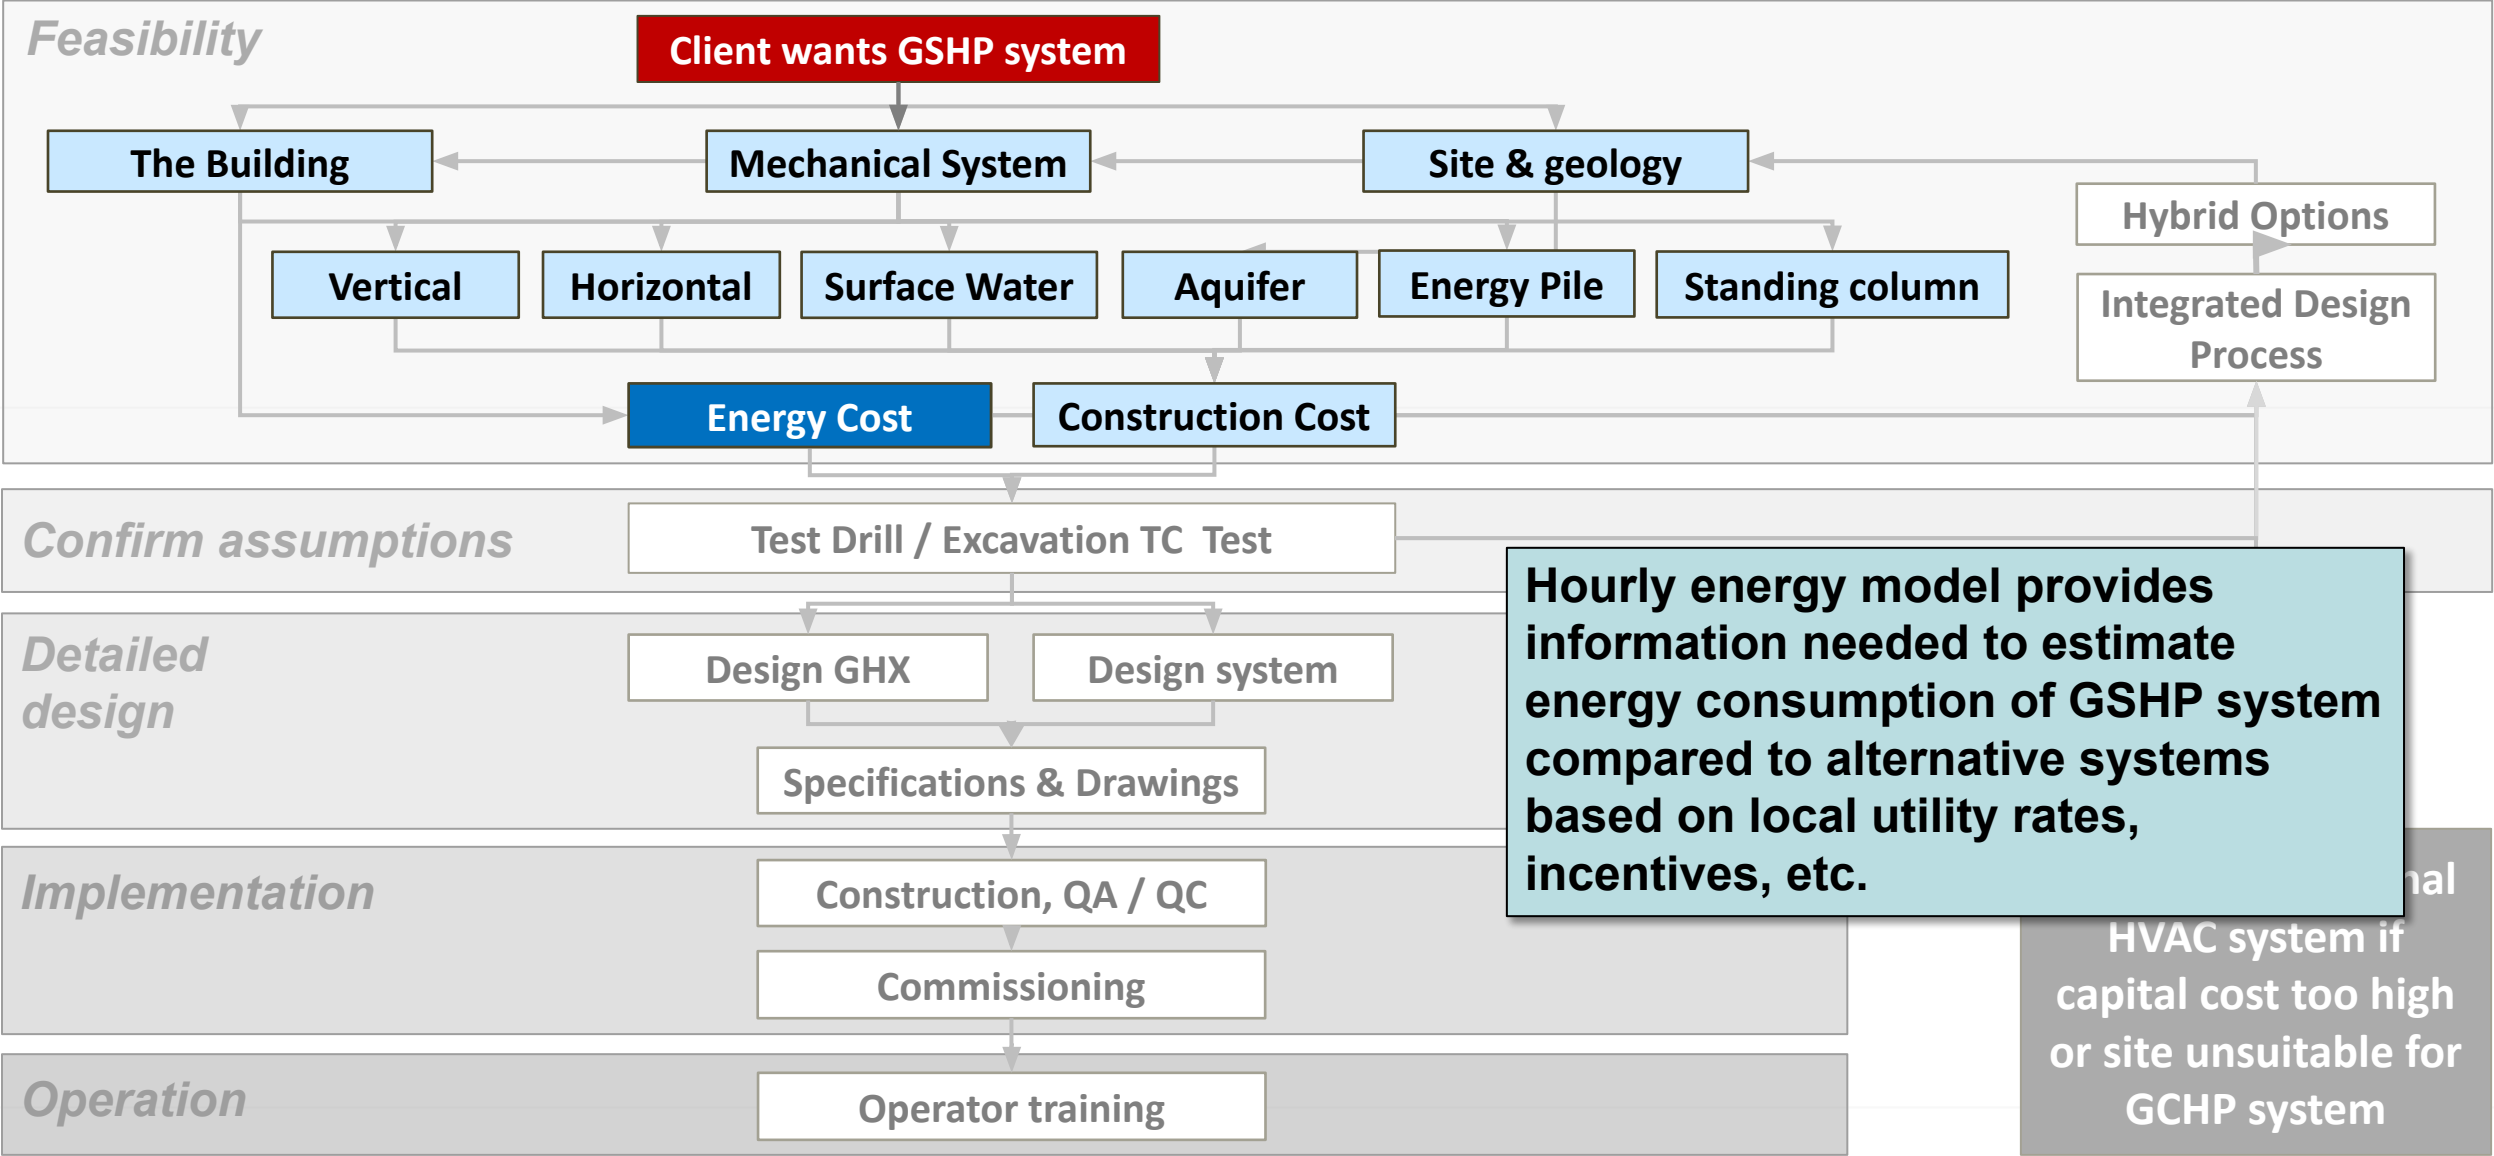 Feasibility
Client wants GSHP system
The Building
Mechanical System
Site & geology
Hybrid Options
Vertical
Horizontal
Surface Water
Aquifer
Energy Pile
Standing column
Integrated Design
Process
Energy Cost
Construction Cost
Confirm assumptions
Test Drill / Excavation TC  Test
Hourly energy model provides
information needed to estimate
energy consumption of GSHP system
compared to alternative systems
based on local utility rates,
incentives, etc.
Detailed
design
Design GHX
Design system
Specifications & Drawings
Implementation
Construction, QA / QC
Commissioning
HVAC system if
capital cost too high
or site unsuitable for
GCHP system
Operation
Operator training